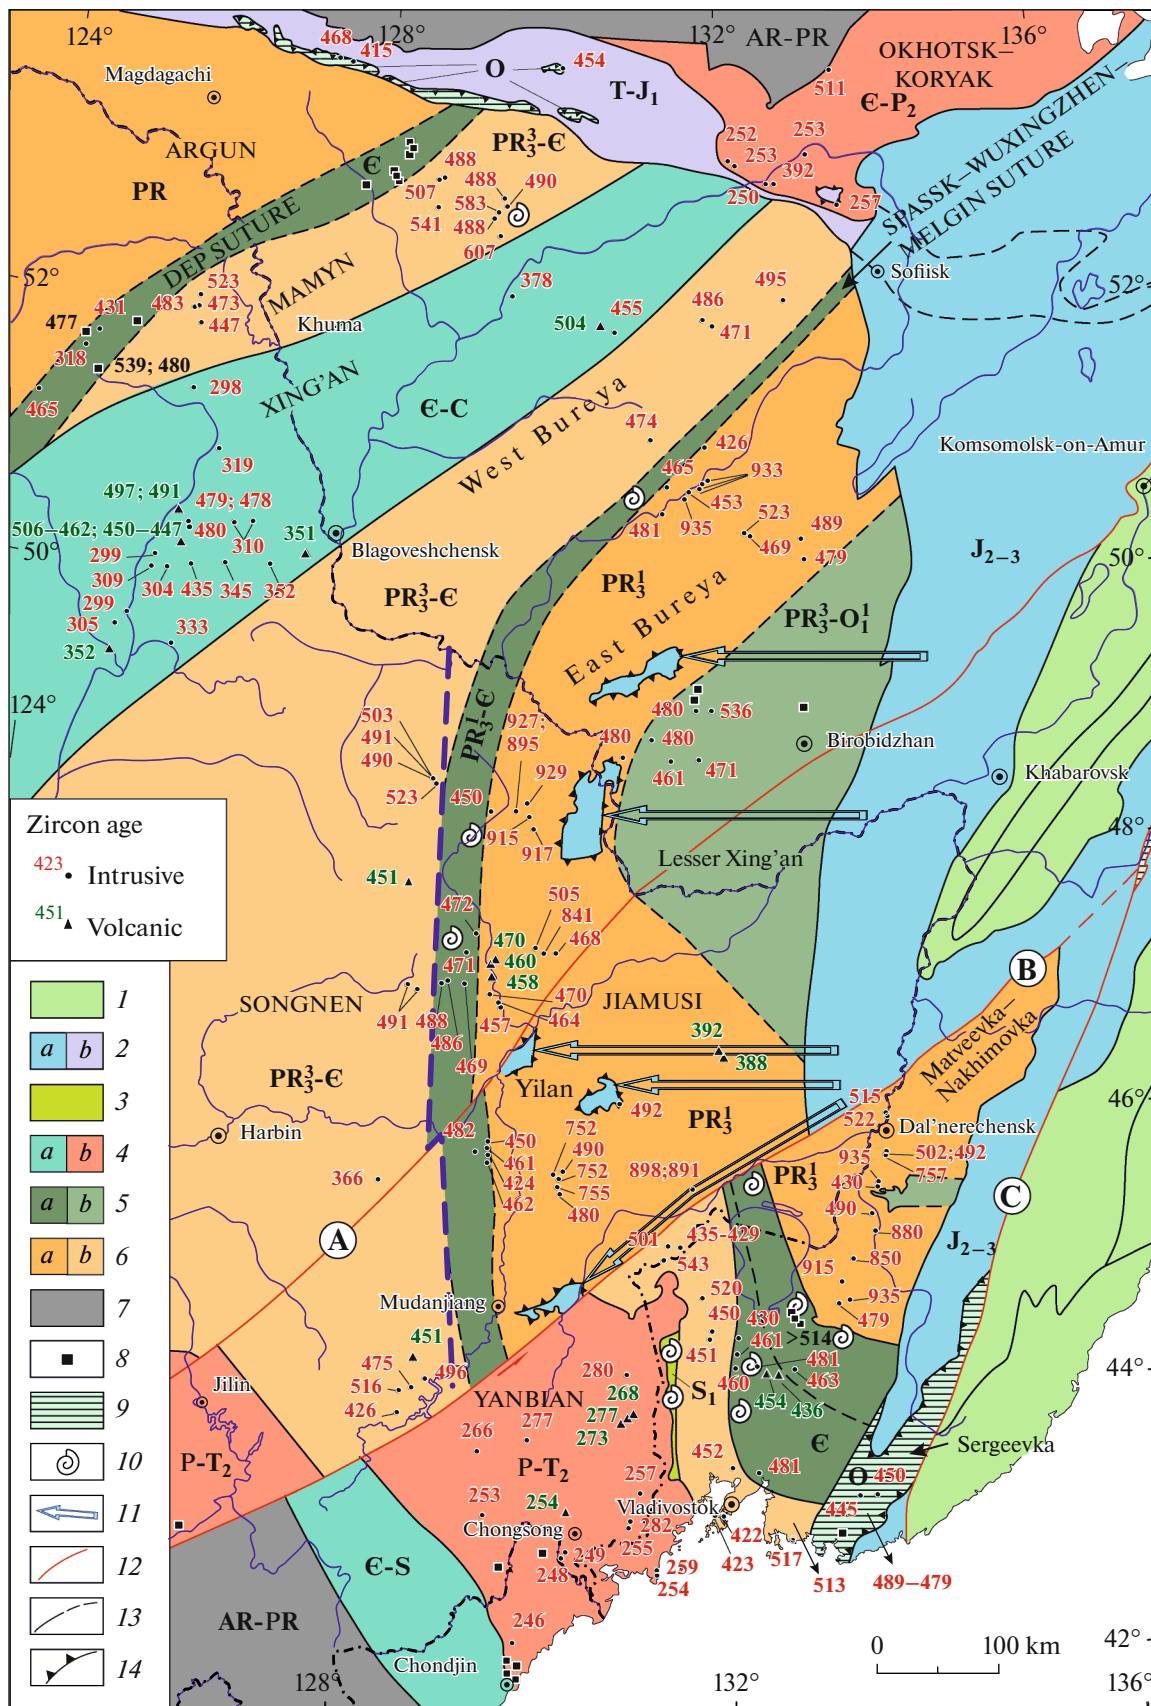 124°
128°
132°
136°
AR-PR
OKHOTSK–
KORYAK
468
415
O
454
T-J1
511
Є-P2
Magdagachi
ARGUN
PR
PR33-Є
Є
252
253
253
392
250
257
SPASSK–WUXINGZHEN–
MELGIN SUTURE
488
488
490
507
583
541
488
607
DEP SUTURE
52°
MAMYN
523
431
483
473
477
447
Khuma
318
539; 480
465
378
504
455
495
486
471
Sofiisk
52°
298
XING'AN
Є-C
West Bureya
474
426
319
465
933
453
Komsomolsk-on-Amur
497; 491
479; 478
506–462; 450–447
480
310
351
50°
299
Blagoveshchensk
309
304
435
345
352
481
935
523
489
469
479
J2–3
50°
PR33-Є
PR13
PR33-O11
East Bureya
299
305
333
352
124°
PR13-Є
503
491
490
523
927;
895
450
929
915
917
480
480
536
480
461
471
Birobidzhan
Khabarovsk
48°
Lesser Xing'an
Zircon age
423
Intrusive
451
Volcanic
451
472
505
841
468
470
460
458
471
SONGNEN
491
488
486
469
457
470
464
JIAMUSI
392
388
B
Matveevka–
Nakhimovka
46°
PR33-Є
Yilan
492
PR13
515
522
Dal'nerechensk
502; 492
757
935
430
Harbin
482
450
461
424
462
752
490
752
755
480
898;891
PR13
366
A
C
490
880
850
915
935
479
J2–3
501
435-429
543
520
450
430
451
461
>514
460
481
463
454
436
S1
Є
Mudanjiang
451
475
496
516
426
Jilin
P-T2
44°
YANBIAN
280
268
277
277
273
266
P-T2
452
481
Sergeevka
O
450
445
257
Vladivostok
253
254
Chongsong
282
255
249
248
259
254
422
423
517
513
489–479
Є-S
AR-PR
246
Chondjin
0
100 km
42°
128°
132°
136°
1
a
b
2
3
a
b
4
a
b
5
a
b
6
7
8
9
10
11
12
13
14